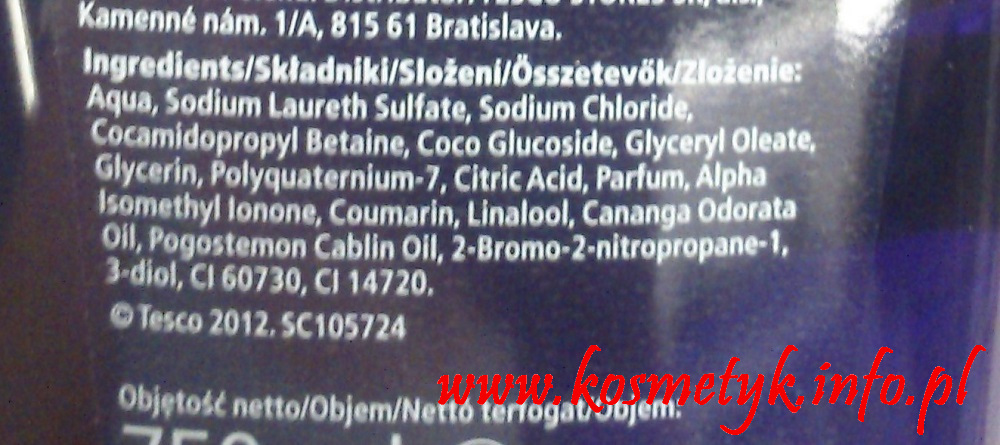 Kamenné nám. 1/A, 815 61 Bratislava.
Ingredients/Składniki/Složení/Összetevők/Zloženie:
Aqua, Sodium Laureth Sulfate, Sodium Chloride,
Cocamidopropyl Betaine, Coco Glucoside, Glyceryl Oleate,
Glycerin, Polyquaternium-7, Citric Acid, Parfum, Alpha
Isomethyl Ionone, Coumarin, Linalool, Cananga Odorata
Oil, Pogostemon Cablin Oil, 2-Bromo-2-nitropropane-1,
3-diol, CI 60730, CI 14720.
© Tesco 2012. SC105724
www.kosmetyk.info.pl
Objętość netto/Objem/Nettó térfogat/Objem: